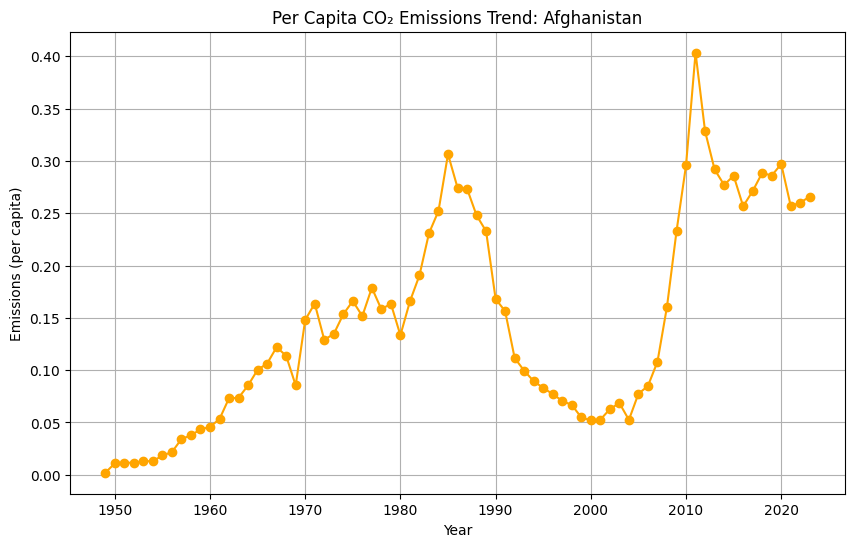 Per Capita CO₂ Emissions Trend: Afghanistan
Emissions (per capita)
0.40
0.35
0.30
0.25
0.20
0.15
0.10
0.05
0.00
1950 1960 1970 1980 1990 2000 2010 2020
Year